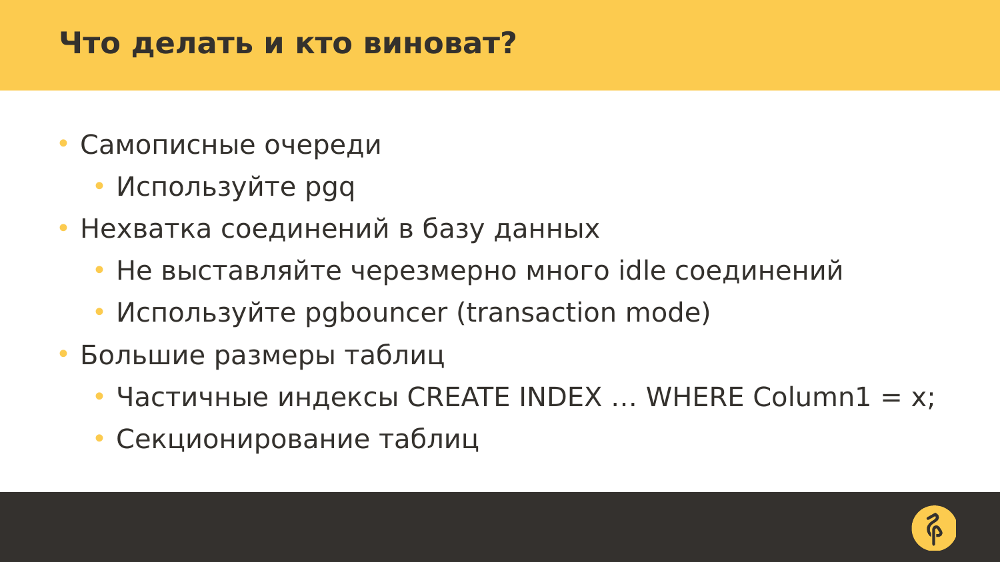 Что делать и кто виноват?
• Самописные очереди
• Используйте pgq
• Нехватка соединений в базу данных
• Не выставляйте черезмерно много idle соединений
• Используйте pgbouncer (transaction mode)
• Большие размеры таблиц
• Частичные индексы CREATE INDEX … WHERE Column1 = x;
• Секционирование таблиц